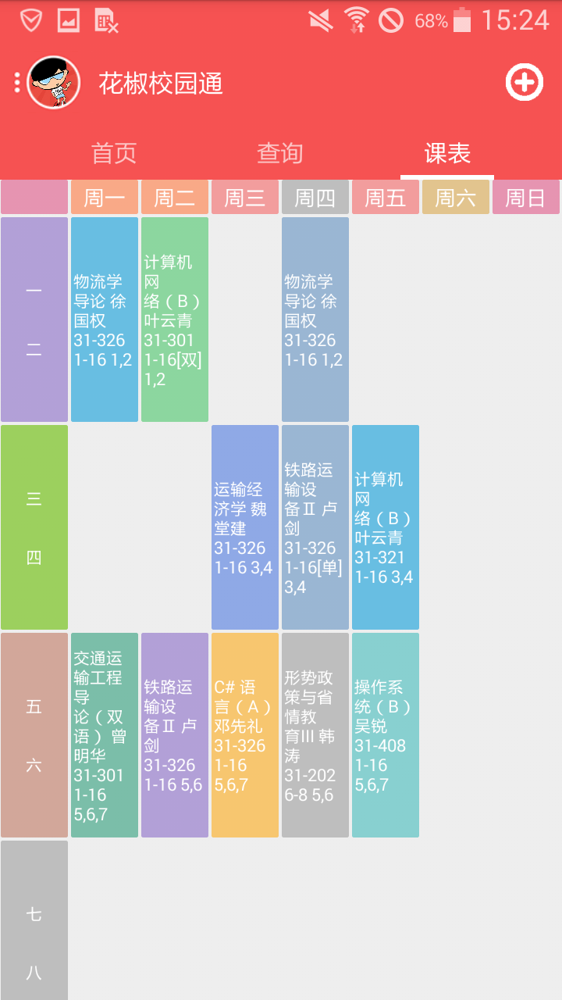 68% 15:24
花椒校园通
首页 查询 课表
周一 周二 周三 周四 周五 周六 周日
一
二
物流学
导论 徐
国权
31-326
1-16 1,2
计算机
网
络（B）
叶云青
31-301
1-16[双]
1,2
物流学
导论 徐
国权
31-326
1-16 1,2
三
四
运输经
济学 魏
堂建
31-326
1-16 3,4
铁路运
输设
备Ⅱ 卢
剑
31-326
1-16[单]
3,4
计算机
网
络（B）
叶云青
31-321
1-16 3,4
五
六
交通运
输工程
导
论（双
语）曾
明华
31-301
1-16
5,6,7
铁路运
输设
备Ⅱ 卢
剑
31-326
1-16 5,6
C# 语
言（A）
邓先礼
31-326
1-16
5,6,7
形势政
策与省
情教
育Ⅲ 韩
涛
31-202
6-8 5,6
操作系
统（B）
吴锐
31-408
1-16
5,6,7
七
八